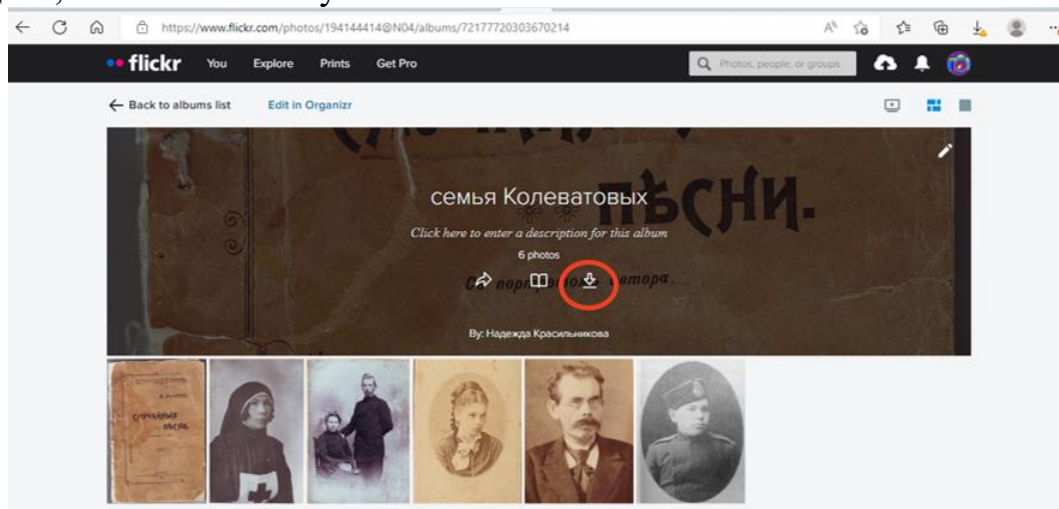 https://www.flickr.com/photos/194144414@N04/albums/72177720303670214
flickr You Explore Prints Get Pro Photos, people, or groups
Back to albums list Edit in Organizr
ПѢСНИ.
семья Колеватовых
Click here to enter a description for this album
6 photos
автора.
By: Надежда Красильникова